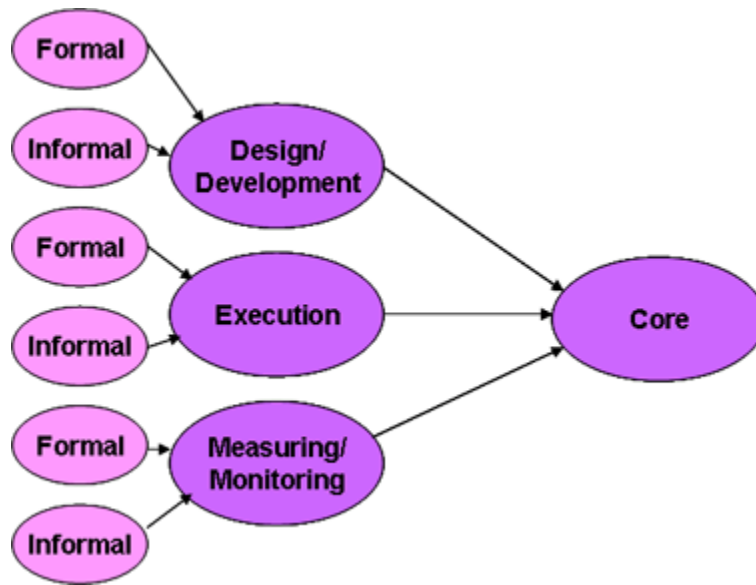 Formal
Informal
Design/
Development
Formal
Informal
Execution
Core
Formal
Informal
Measuring/
Monitoring